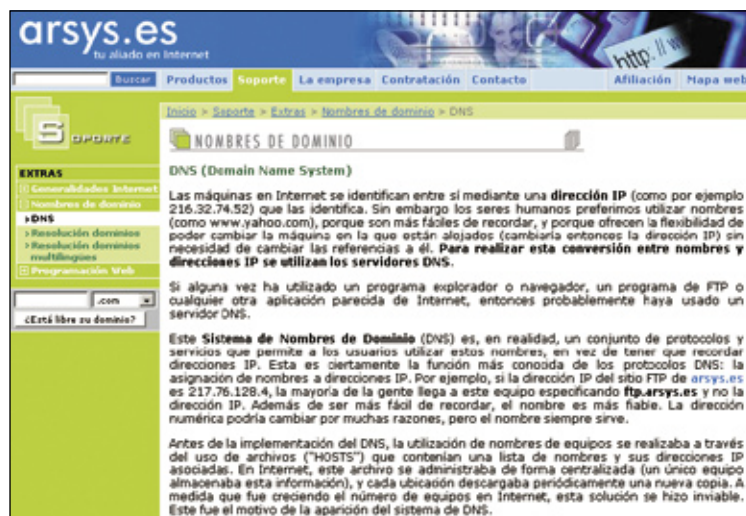 arsys.es
tu aliado en Internet
http: // w
Buscar Productos Soporte La empresa Contratación Contacto Afiliación Mapa web
Inicio > Soporte > Extras > Nombres de dominio > DNS
SOPORTE
NOMBRES DE DOMINIO
EXTRAS
Generalidades Internet
Nombres de dominio
DNS
Resolución dominios
Resolución dominios
multilingües
Programación Web
.com
¿Está libre su dominio?
DNS (Domain Name System)
Las máquinas en Internet se identifican entre sí mediante una dirección IP (como por ejemplo
216.32.74.52) que las identifica. Sin embargo los seres humanos preferimos utilizar nombres
(como www.yahoo.com), porque son más fáciles de recordar, y porque ofrecen la flexibilidad de
poder cambiar la máquina en la que están alojados (cambiaría entonces la dirección IP) sin
necesidad de cambiar las referencias a él. Para realizar esta conversión entre nombres y
direcciones IP se utilizan los servidores DNS.
Si alguna vez ha utilizado un programa explorador o navegador, un programa de FTP o
cualquier otra aplicación parecida de Internet, entonces probablemente haya usado un
servidor DNS.
Este Sistema de Nombres de Dominio (DNS) es, en realidad, un conjunto de protocolos y
servicios que permite a los usuarios utilizar estos nombres, en vez de tener que recordar
direcciones IP. Esta es ciertamente la función más conocida de los protocolos DNS: la
asignación de nombres a direcciones IP. Por ejemplo, si la dirección IP del sitio FTP de arsys.es
es 217.76.128.4, la mayoría de la gente llega a este equipo especificando ftp.arsys.es y no la
dirección IP. Además de ser más fácil de recordar, el nombre es más fiable. La dirección
numérica podría cambiar por muchas razones, pero el nombre siempre sirve.
Antes de la implementación del DNS, la utilización de nombres de equipos se realizaba a través
del uso de archivos ("HOSTS") que contenían una lista de nombres y sus direcciones IP
asociadas. En Internet, este archivo se administraba de forma centralizada (un único equipo
almacenaba esta información), y cada ubicación descargaba periódicamente una nueva copia. A
medida que fue creciendo el número de equipos en Internet, esta solución se hizo inviable.
Este fue el motivo de la aparición del sistema de DNS.